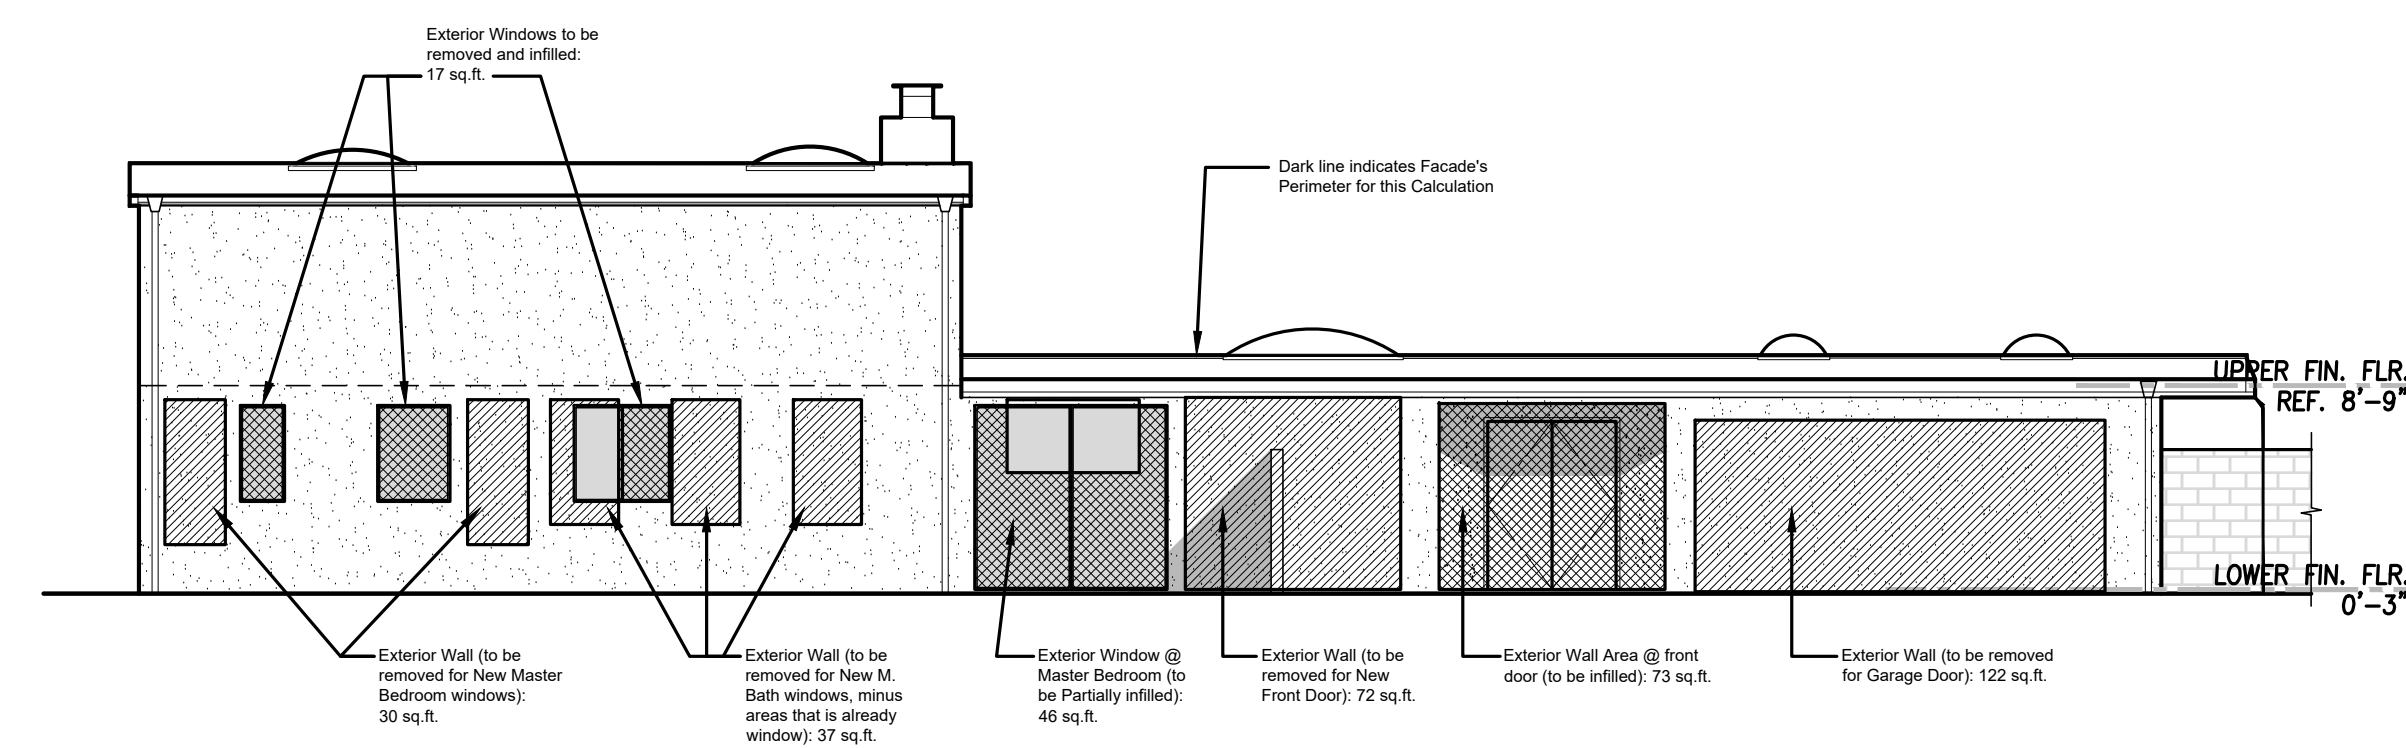 Exterior Windows to be
removed and infilled:
17 sq.ft.
Dark line indicates Facade's
Perimeter for this Calculation
UPPER FIN. FLR.
REF. 8'-9"
LOWER FIN. FLR.
0'-3"
Exterior Wall (to be
removed for New Master
Bedroom windows):
30 sq.ft.
Exterior Wall (to be
removed for New M.
Bath windows, minus
areas that is already
window): 37 sq.ft.
Exterior Window @
Master Bedroom (to
be Partially infilled):
46 sq.ft.
Exterior Wall (to be
removed for New
Front Door): 72 sq.ft.
Exterior Wall Area @ front
door (to be infilled): 73 sq.ft.
Exterior Wall (to be removed
for Garage Door): 122 sq.ft.